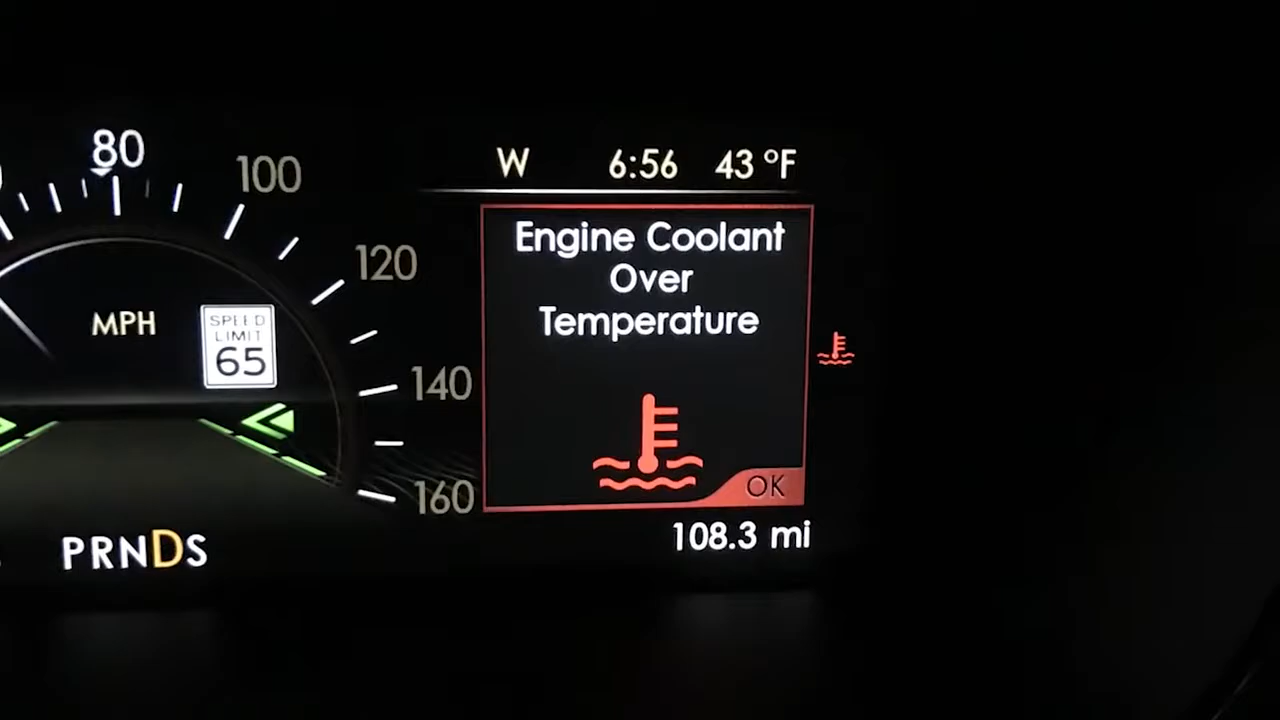 80
100
120
140
160
MPH
SPEED
LIMIT
65
PRNDS
W 6:56 43 °F
Engine Coolant
Over
Temperature
OK
108.3 mi